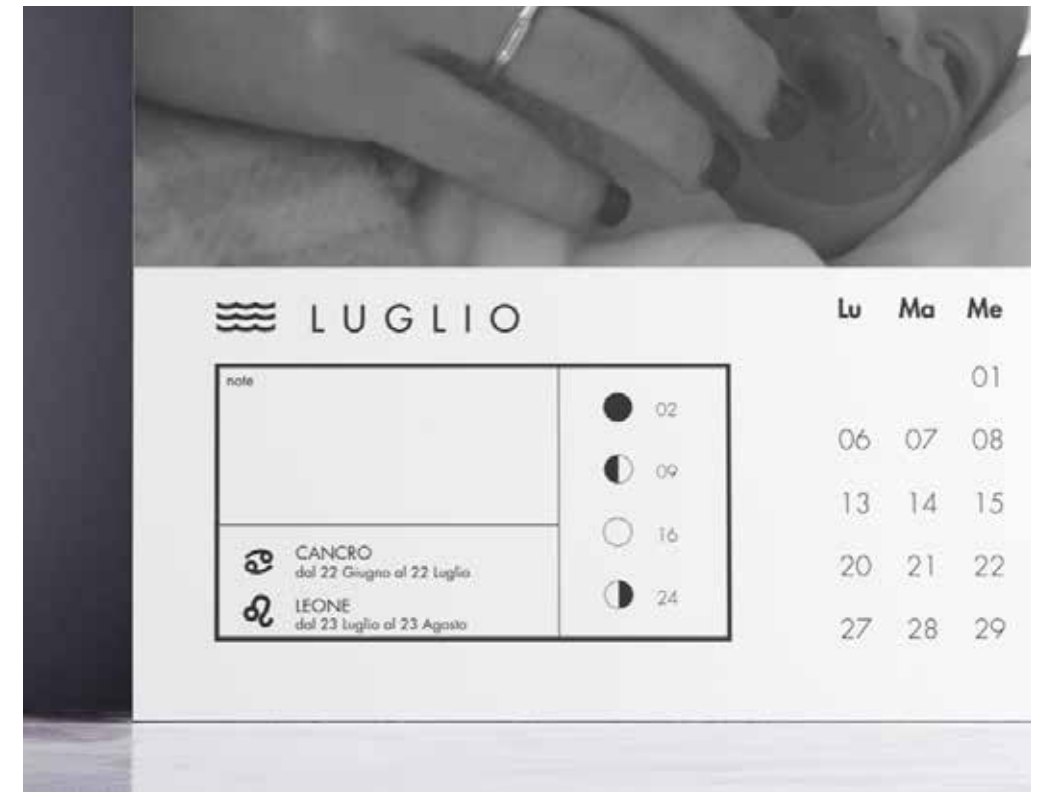 LUGLIO
note
CANCRO
dal 22 Giugno al 22 Luglio
LEONE
dal 23 Luglio al 23 Agosto
02
09
16
24
Lu Ma Me
01
06 07 08
13 14 15
20 21 22
27 28 29